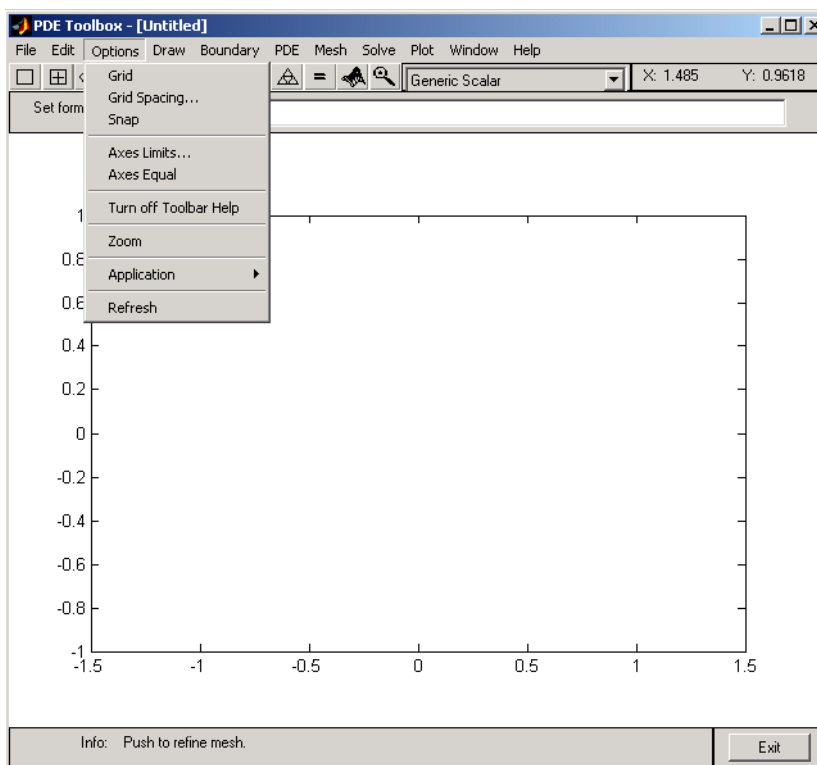 PDE Toolbox - [Untitled]
File Edit Options Draw Boundary PDE Mesh Solve Plot Window Help
= Generic Scalar X: 1.485 Y: 0.9618
Set form
Grid
Grid Spacing...
Snap
Axes Limits...
Axes Equal
Turn off Toolbar Help
Zoom
Application
Refresh
1
0.8
0.6
0.4
0.2
0
-0.2
-0.4
-0.6
-0.8
-1
-1.5 -1 -0.5 0 0.5 1 1.5
Info: Push to refine mesh.
Exit